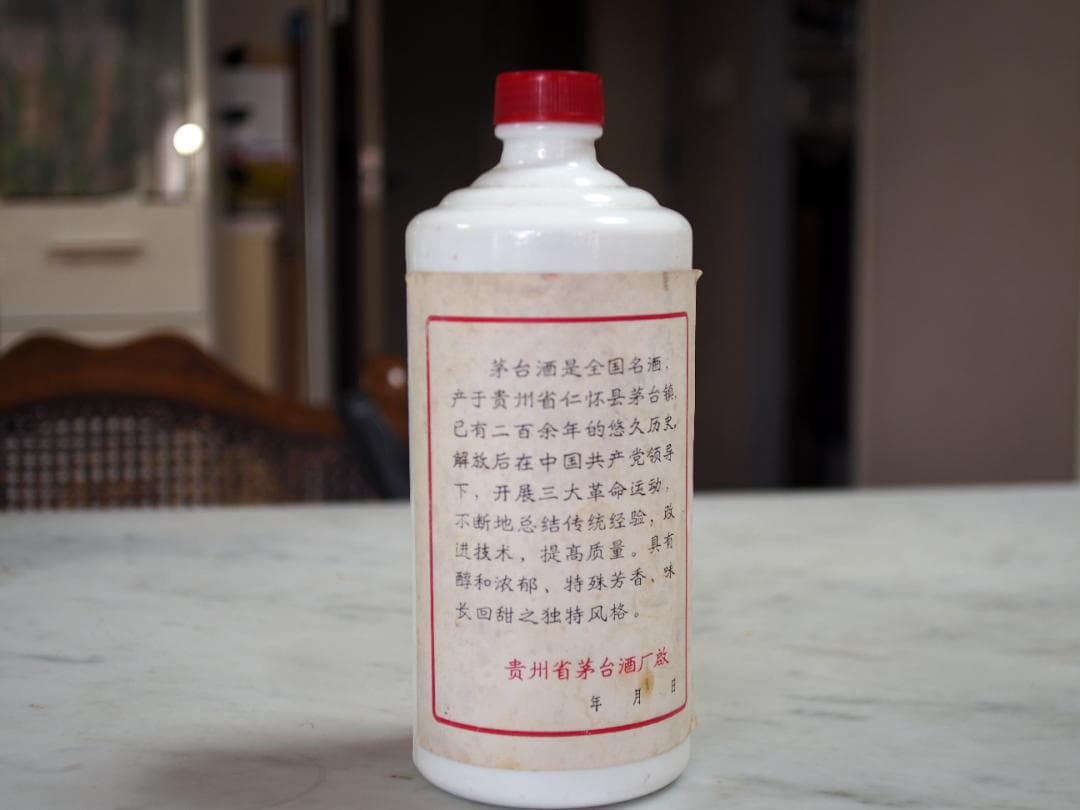 茅台酒是全国名酒,
产于贵州省仁怀县茅台镇,
已有二百余年的悠久历史,
解放后在中国共产党领导
下，开展三大革命运动，
不断地总结传统经验，改
进技术，提高质量。具有
醇和浓郁、特殊芳香、味
长回甜之独特风格。
贵州省茅台酒厂啟
年 月 日